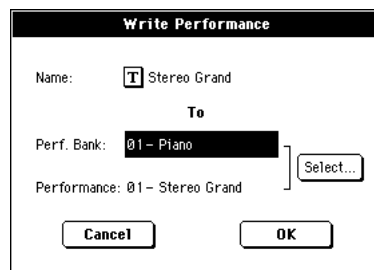 Write Performance
Name: T Stereo Grand
To
Perf. Bank: 01- Piano
Select...
Performance: 01- Stereo Grand
Cancel OK